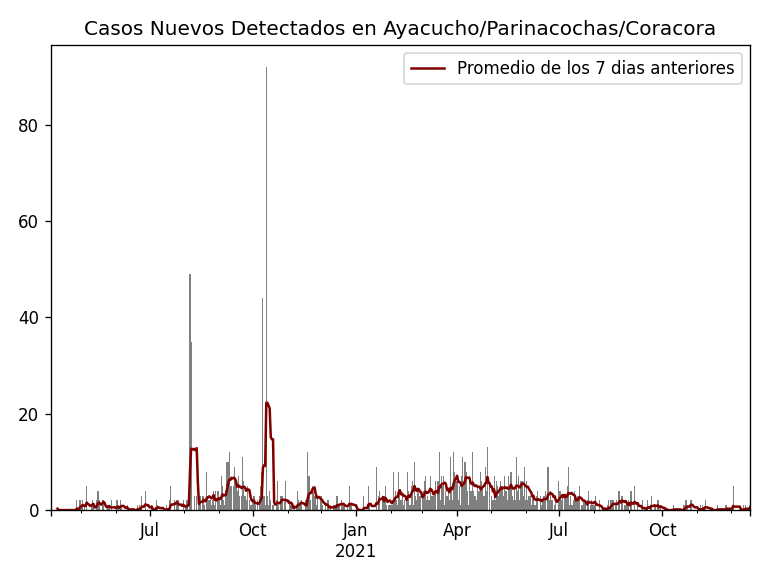 Casos Nuevos Detectados en Ayacucho/Parinacochas/Coracora
Promedio de los 7 dias anteriores
80
60
40
20
0
Jul Oct Jan Apr Jul Oct
2021